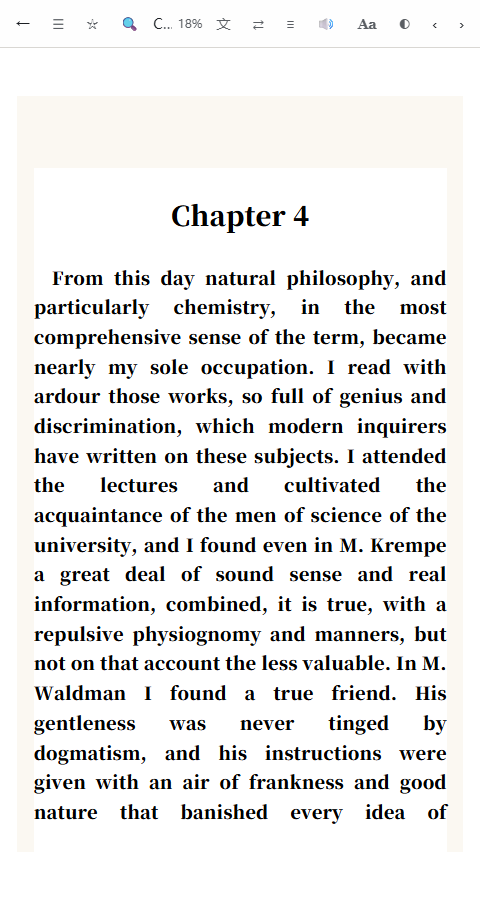 C... 18% 文 Aa
Chapter 4
From this day natural philosophy, and
particularly chemistry, in the most
comprehensive sense of the term, became
nearly my sole occupation. I read with
ardour those works, so full of genius and
discrimination, which modern inquirers
have written on these subjects. I attended
the lectures and cultivated the
acquaintance of the men of science of the
university, and I found even in M. Krempe
a great deal of sound sense and real
information, combined, it is true, with a
repulsive physiognomy and manners, but
not on that account the less valuable. In M.
Waldman I found a true friend. His
gentleness was never tinged by
dogmatism, and his instructions were
given with an air of frankness and good
nature that banished every idea of